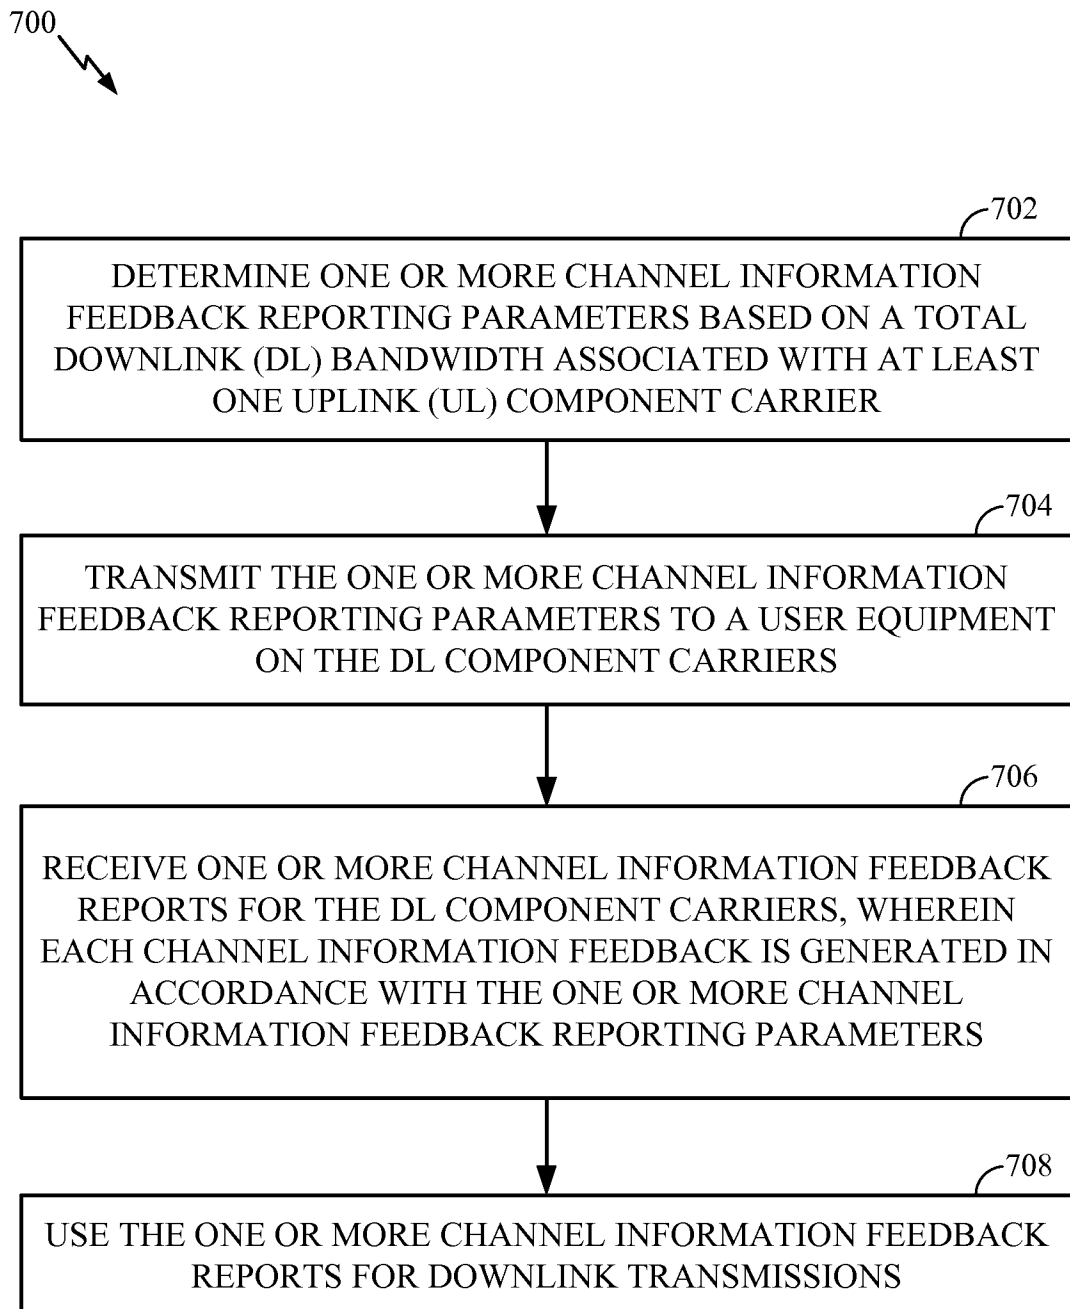 700
702
DETERMINE ONE OR MORE CHANNEL INFORMATION
FEEDBACK REPORTING PARAMETERS BASED ON A TOTAL
DOWNLINK (DL) BANDWIDTH ASSOCIATED WITH AT LEAST
ONE UPLINK (UL) COMPONENT CARRIER
704
TRANSMIT THE ONE OR MORE CHANNEL INFORMATION
FEEDBACK REPORTING PARAMETERS TO A USER EQUIPMENT
ON THE DL COMPONENT CARRIERS
706
RECEIVE ONE OR MORE CHANNEL INFORMATION FEEDBACK
REPORTS FOR THE DL COMPONENT CARRIERS, WHEREIN
EACH CHANNEL INFORMATION FEEDBACK IS GENERATED IN
ACCORDANCE WITH THE ONE OR MORE CHANNEL
INFORMATION FEEDBACK REPORTING PARAMETERS
708
USE THE ONE OR MORE CHANNEL INFORMATION FEEDBACK
REPORTS FOR DOWNLINK TRANSMISSIONS